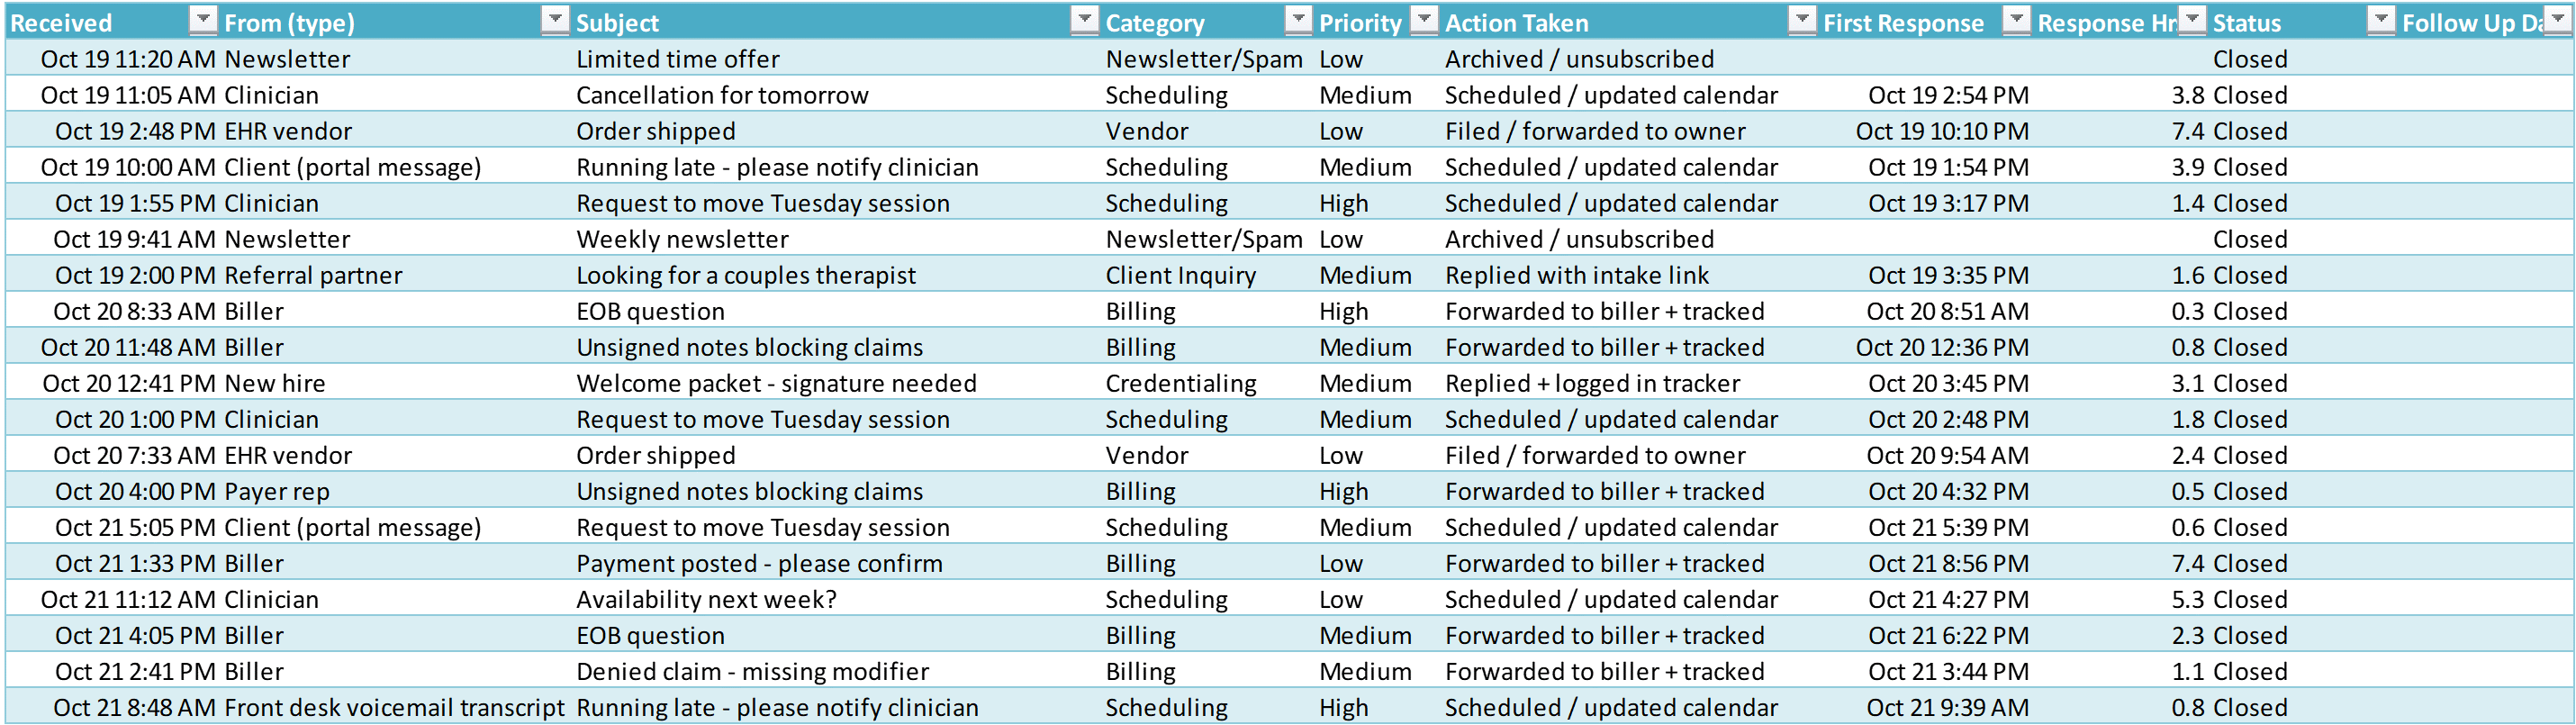 Received From (type) Subject Category Priority Action Taken First Response Response Hr Status Follow Up Da
Oct 19 11:20 AM Newsletter Limited time offer Newsletter/Spam Low Archived / unsubscribed Closed
Oct 19 11:05 AM Clinician Cancellation for tomorrow Scheduling Medium Scheduled / updated calendar Oct 19 2:54 PM 3.8 Closed
Oct 19 2:48 PM EHR vendor Order shipped Vendor Low Filed / forwarded to owner Oct 19 10:10 PM 7.4 Closed
Oct 19 10:00 AM Client (portal message) Running late - please notify clinician Scheduling Medium Scheduled / updated calendar Oct 19 1:54 PM 3.9 Closed
Oct 19 1:55 PM Clinician Request to move Tuesday session Scheduling High Scheduled / updated calendar Oct 19 3:17 PM 1.4 Closed
Oct 19 9:41 AM Newsletter Weekly newsletter Newsletter/Spam Low Archived / unsubscribed Closed
Oct 19 2:00 PM Referral partner Looking for a couples therapist Client Inquiry Medium Replied with intake link Oct 19 3:35 PM 1.6 Closed
Oct 20 8:33 AM Biller EOB question Billing High Forwarded to biller + tracked Oct 20 8:51 AM 0.3 Closed
Oct 20 11:48 AM Biller Unsigned notes blocking claims Billing Medium Forwarded to biller + tracked Oct 20 12:36 PM 0.8 Closed
Oct 20 12:41 PM New hire Welcome packet - signature needed Credentialing Medium Replied + logged in tracker Oct 20 3:45 PM 3.1 Closed
Oct 20 1:00 PM Clinician Request to move Tuesday session Scheduling Medium Scheduled / updated calendar Oct 20 2:48 PM 1.8 Closed
Oct 20 7:33 AM EHR vendor Order shipped Vendor Low Filed / forwarded to owner Oct 20 9:54 AM 2.4 Closed
Oct 20 4:00 PM Payer rep Unsigned notes blocking claims Billing High Forwarded to biller + tracked Oct 20 4:32 PM 0.5 Closed
Oct 21 5:05 PM Client (portal message) Request to move Tuesday session Scheduling Medium Scheduled / updated calendar Oct 21 5:39 PM 0.6 Closed
Oct 21 1:33 PM Biller Payment posted - please confirm Billing Low Forwarded to biller + tracked Oct 21 8:56 PM 7.4 Closed
Oct 21 11:12 AM Clinician Availability next week? Scheduling Low Scheduled / updated calendar Oct 21 4:27 PM 5.3 Closed
Oct 21 4:05 PM Biller EOB question Billing Medium Forwarded to biller + tracked Oct 21 6:22 PM 2.3 Closed
Oct 21 2:41 PM Biller Denied claim - missing modifier Billing Medium Forwarded to biller + tracked Oct 21 3:44 PM 1.1 Closed
Oct 21 8:48 AM Front desk voicemail transcript Running late - please notify clinician Scheduling High Scheduled / updated calendar Oct 21 9:39 AM 0.8 Closed